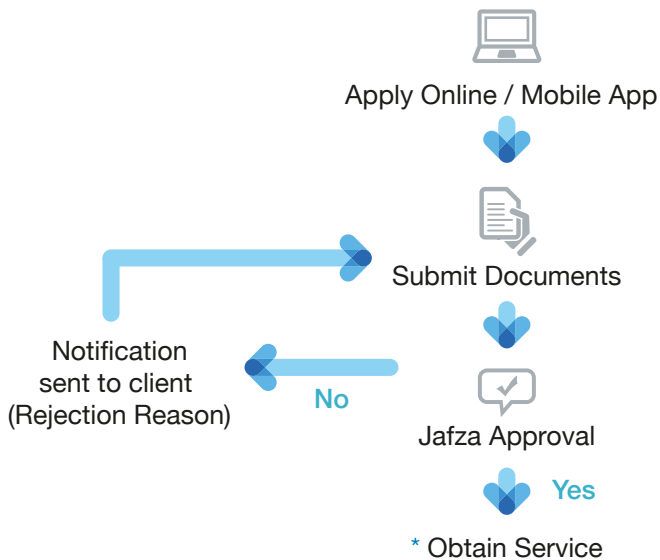 Apply Online / Mobile App
Submit Documents
Notification
sent to client
(Rejection Reason)
No
Jafza Approval
Yes
* Obtain Service